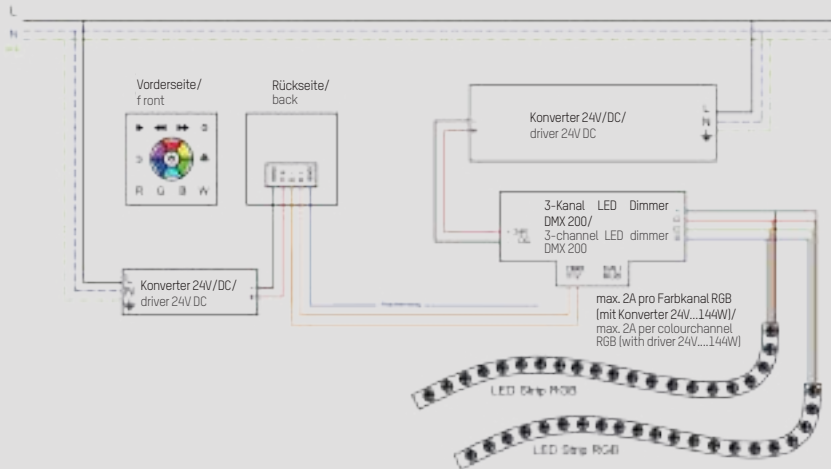 L
N
Vorderseite/
front
Rückseite/
back
R G B W
Konverter 24V/DC/
driver 24V DC
L
N
3-Kanal LED Dimmer
DMX 200/
3-channel LED dimmer
DMX 200
Konverter 24V/DC/
driver 24V DC
max. 2A pro Farbkanal RGB
(mit Konverter 24V...144W)/
max. 2A per colourchannel
RGB (with driver 24V....144W)
LED Strip RGB
LED Strip RGB